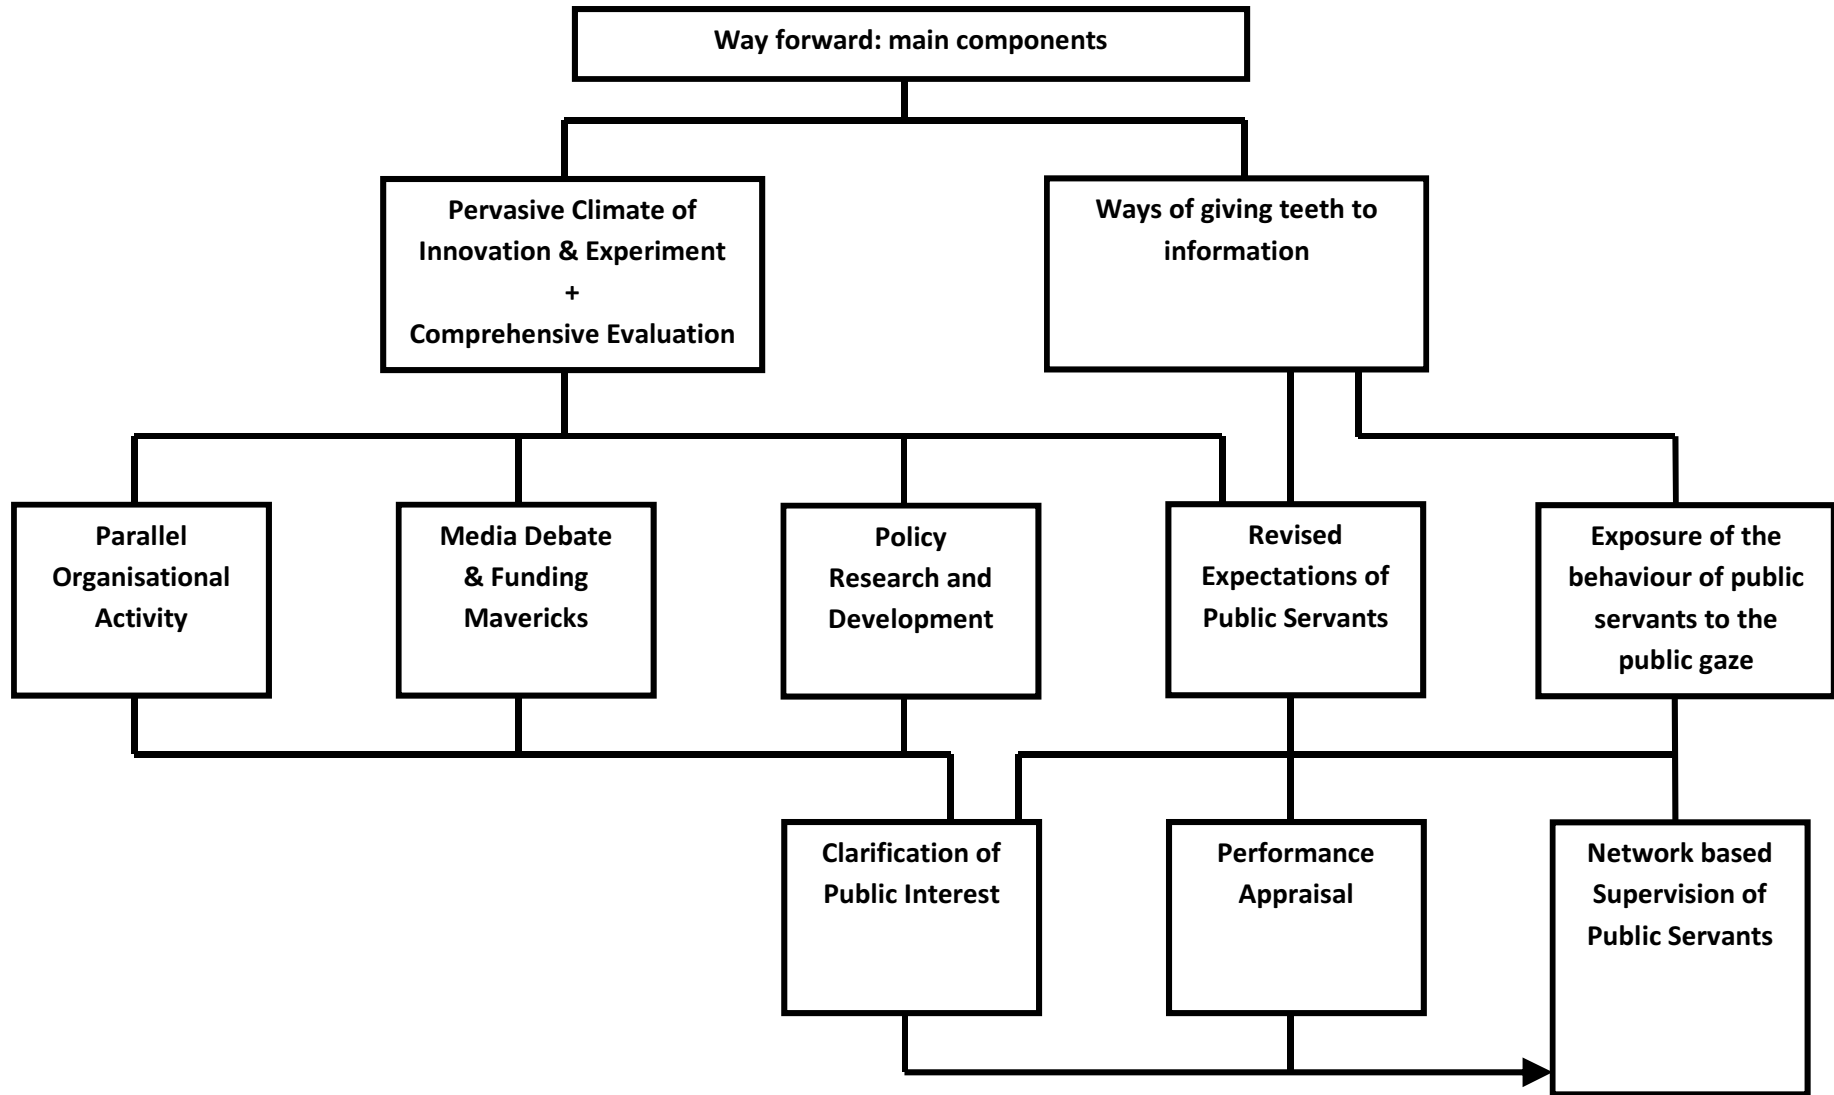 Way forward: main components
Pervasive Climate of
Innovation & Experiment
+
Comprehensive Evaluation
Ways of giving teeth to
information
Parallel
Organisational
Activity
Media Debate
& Funding
Mavericks
Policy
Research and
Development
Revised
Expectations of
Public Servants
Exposure of the
behaviour of public
servants to the
public gaze
Clarification of
Public Interest
Performance
Appraisal
Network based
Supervision of
Public Servants